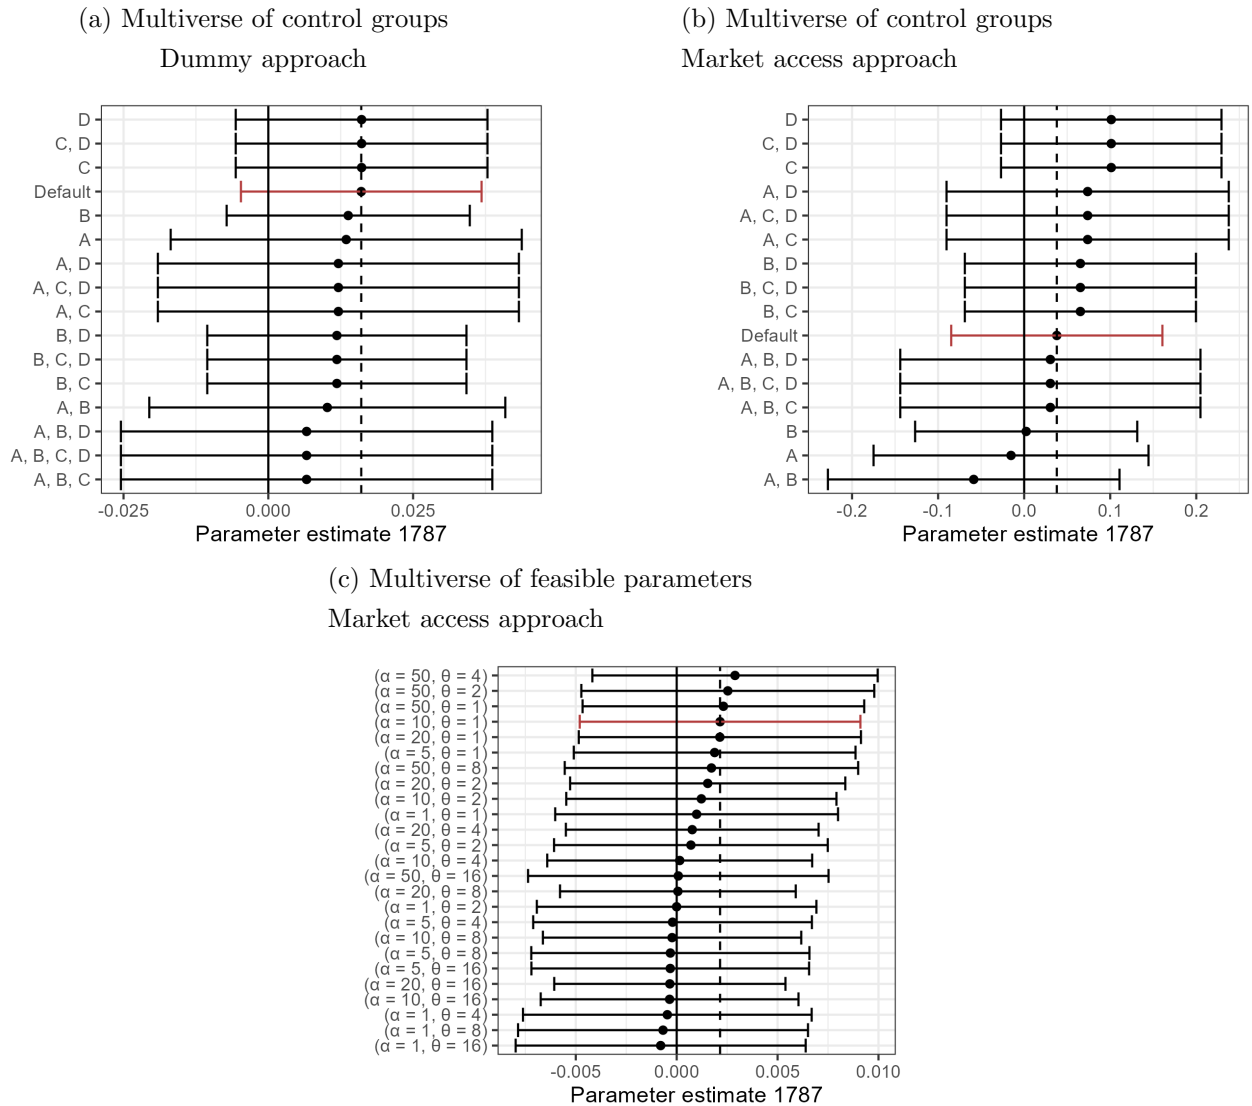 (a) Multiverse of control groups
Dummy approach
D
C, D
C
Default
B
A
A, D
A, C, D
A, C
B, D
B, C, D
B, C
A, B
A, B, D
A, B, C, D
A, B, C
-0.025 0.000 0.025
Parameter estimate 1787
(b) Multiverse of control groups
Market access approach
D
C, D
C
A, D
A, C, D
A, C
B, D
B, C, D
B, C
Default
A, B, D
A, B, C, D
A, B, C
B
A
A, B
-0.2 -0.1 0.0 0.1 0.2
Parameter estimate 1787
(c) Multiverse of feasible parameters
Market access approach
(α = 50, θ = 4)
(α = 50, θ = 2)
(α = 50, θ = 1)
(α = 10, θ = 1)
(α = 20, θ = 1)
(α = 5, θ = 1)
(α = 50, θ = 8)
(α = 20, θ = 2)
(α = 10, θ = 2)
(α = 1, θ = 1)
(α = 20, θ = 4)
(α = 5, θ = 2)
(α = 10, θ = 4)
(α = 50, θ = 16)
(α = 20, θ = 8)
(α = 1, θ = 2)
(α = 5, θ = 4)
(α = 10, θ = 8)
(α = 5, θ = 8)
(α = 5, θ = 16)
(α = 20, θ = 16)
(α = 10, θ = 16)
(α = 1, θ = 4)
(α = 1, θ = 8)
(α = 1, θ = 16)
-0.005 0.000 0.005 0.010
Parameter estimate 1787